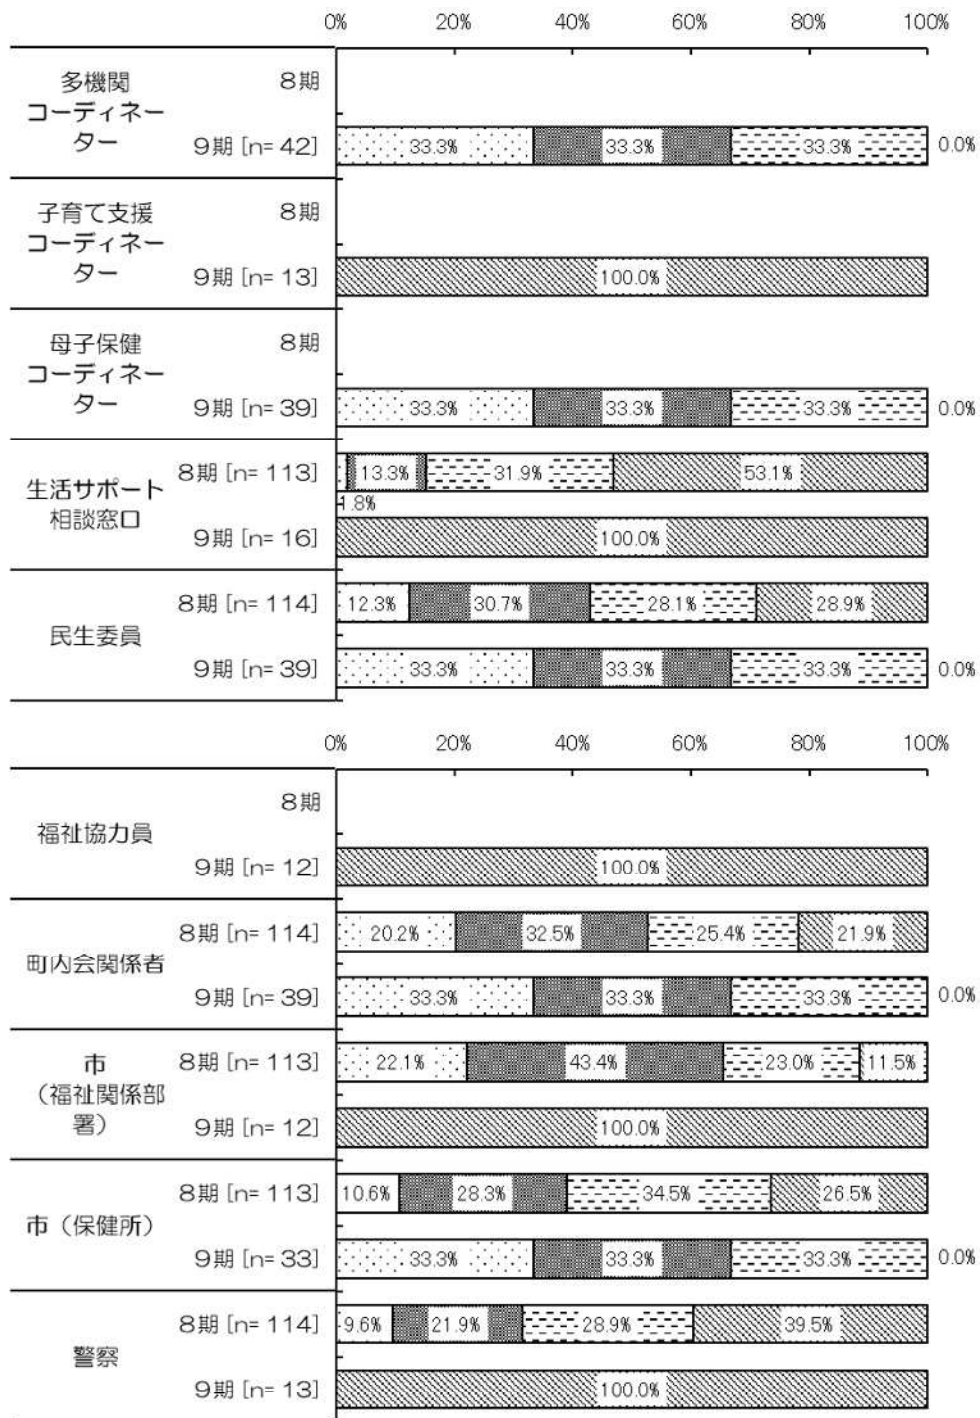 0% 20% 40% 60% 80% 100%
多機関
コーディネー
ター
8期
9期 [n= 42]
33.3% 33.3% 33.3% 0.0%
子育て支援
コーディネー
ター
8期
9期 [n= 13]
100.0%
母子保健
コーディネー
ター
8期
9期 [n= 39]
33.3% 33.3% 33.3% 0.0%
生活サポート
相談窓口
8期 [n= 113]
13.3% 31.9% 53.1%
1.8%
9期 [n= 16]
100.0%
民生委員
8期 [n= 114]
12.3% 30.7% 28.1% 28.9%
9期 [n= 39]
33.3% 33.3% 33.3% 0.0%
0% 20% 40% 60% 80% 100%
福祉協力員
8期
9期 [n= 12]
100.0%
町内会関係者
8期 [n= 114]
20.2% 32.5% 25.4% 21.9%
9期 [n= 39]
33.3% 33.3% 33.3% 0.0%
市
（福祉関係部
署）
8期 [n= 113]
22.1% 43.4% 23.0% 11.5%
9期 [n= 12]
100.0%
市（保健所）
8期 [n= 113]
10.6% 28.3% 34.5% 26.5%
9期 [n= 33]
33.3% 33.3% 33.3% 0.0%
警察
8期 [n= 114]
9.6% 21.9% 28.9% 39.5%
9期 [n= 13]
100.0%